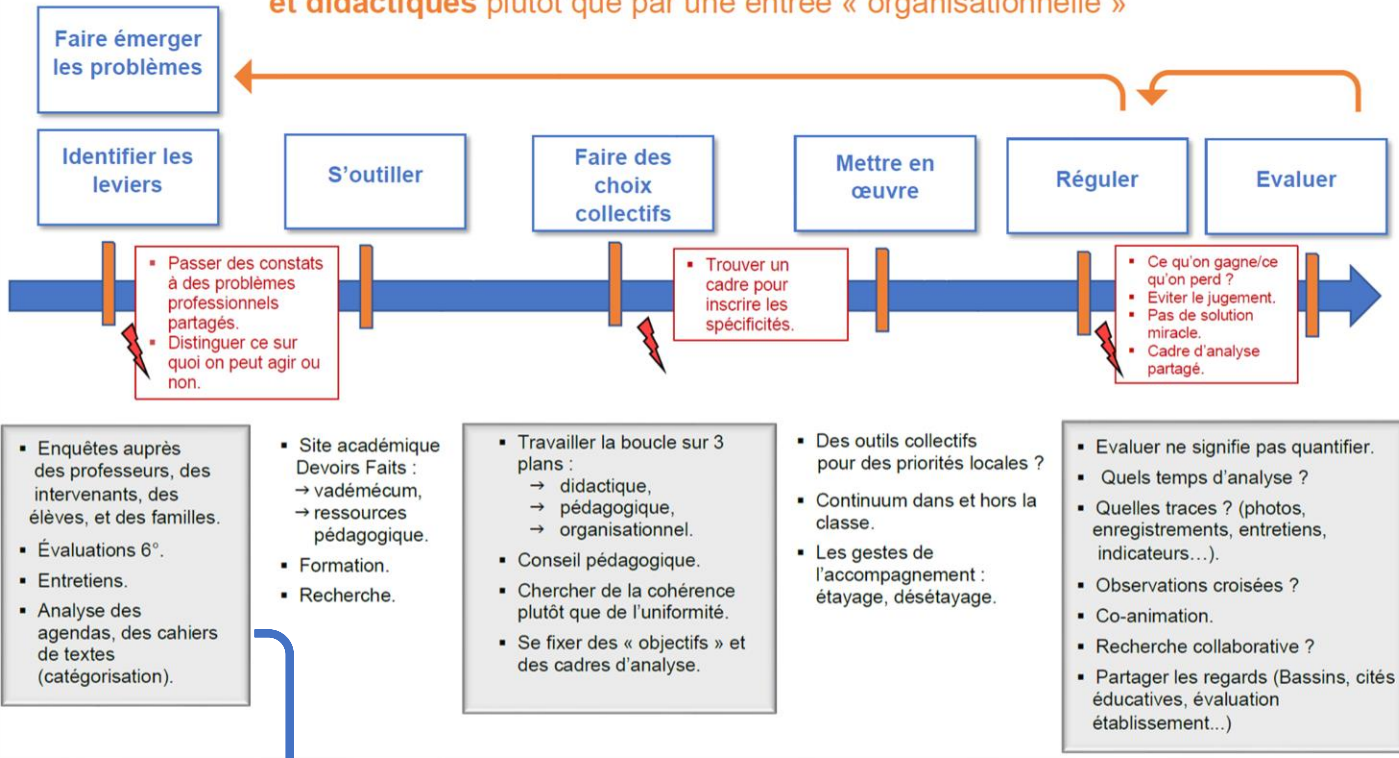 et didactiques plutôt que par une entrée « organisationnelle »
Faire émerger
les problèmes
Identifier les
leviers
S’outiller
Faire des
choix
collectifs
Mettre en
œuvre
Réguler
Evaluer
▪ Passer des constats
à des problèmes
professionnels
partagés.
▪ Distinguer ce sur
quoi on peut agir ou
non.
▪ Trouver un
cadre pour
inscrire les
spécificités.
▪ Ce qu’on gagne/ce
qu’on perd ?
▪ Eviter le jugement.
▪ Pas de solution
miracle.
▪ Cadre d’analyse
partagé.
▪ Enquêtes auprès
des professeurs, des
intervenants, des
élèves, et des familles.
▪ Évaluations 6°.
▪ Entretiens.
▪ Analyse des
agendas, des cahiers
de textes
(catégorisation).
▪ Site académique
Devoirs Faits :
→ vadémécum,
→ ressources
pédagogique.
▪ Formation.
▪ Recherche.
▪ Travailler la boucle sur 3
plans :
→ didactique,
→ pédagogique,
→ organisationnel.
▪ Conseil pédagogique.
▪ Chercher de la cohérence
plutôt que de l’uniformité.
▪ Se fixer des « objectifs » et
des cadres d’analyse.
▪ Des outils collectifs
pour des priorités locales ?
▪ Continuum dans et hors la
classe.
▪ Les gestes de
l’accompagnement :
étayage, désétayage.
▪ Evaluer ne signifie pas quantifier.
▪ Quels temps d’analyse ?
▪ Quelles traces ? (photos,
enregistrements, entretiens,
indicateurs…).
▪ Observations croisées ?
▪ Co-animation.
▪ Recherche collaborative ?
▪ Partager les regards (Bassins, cités
éducatives, évaluation
établissement...)